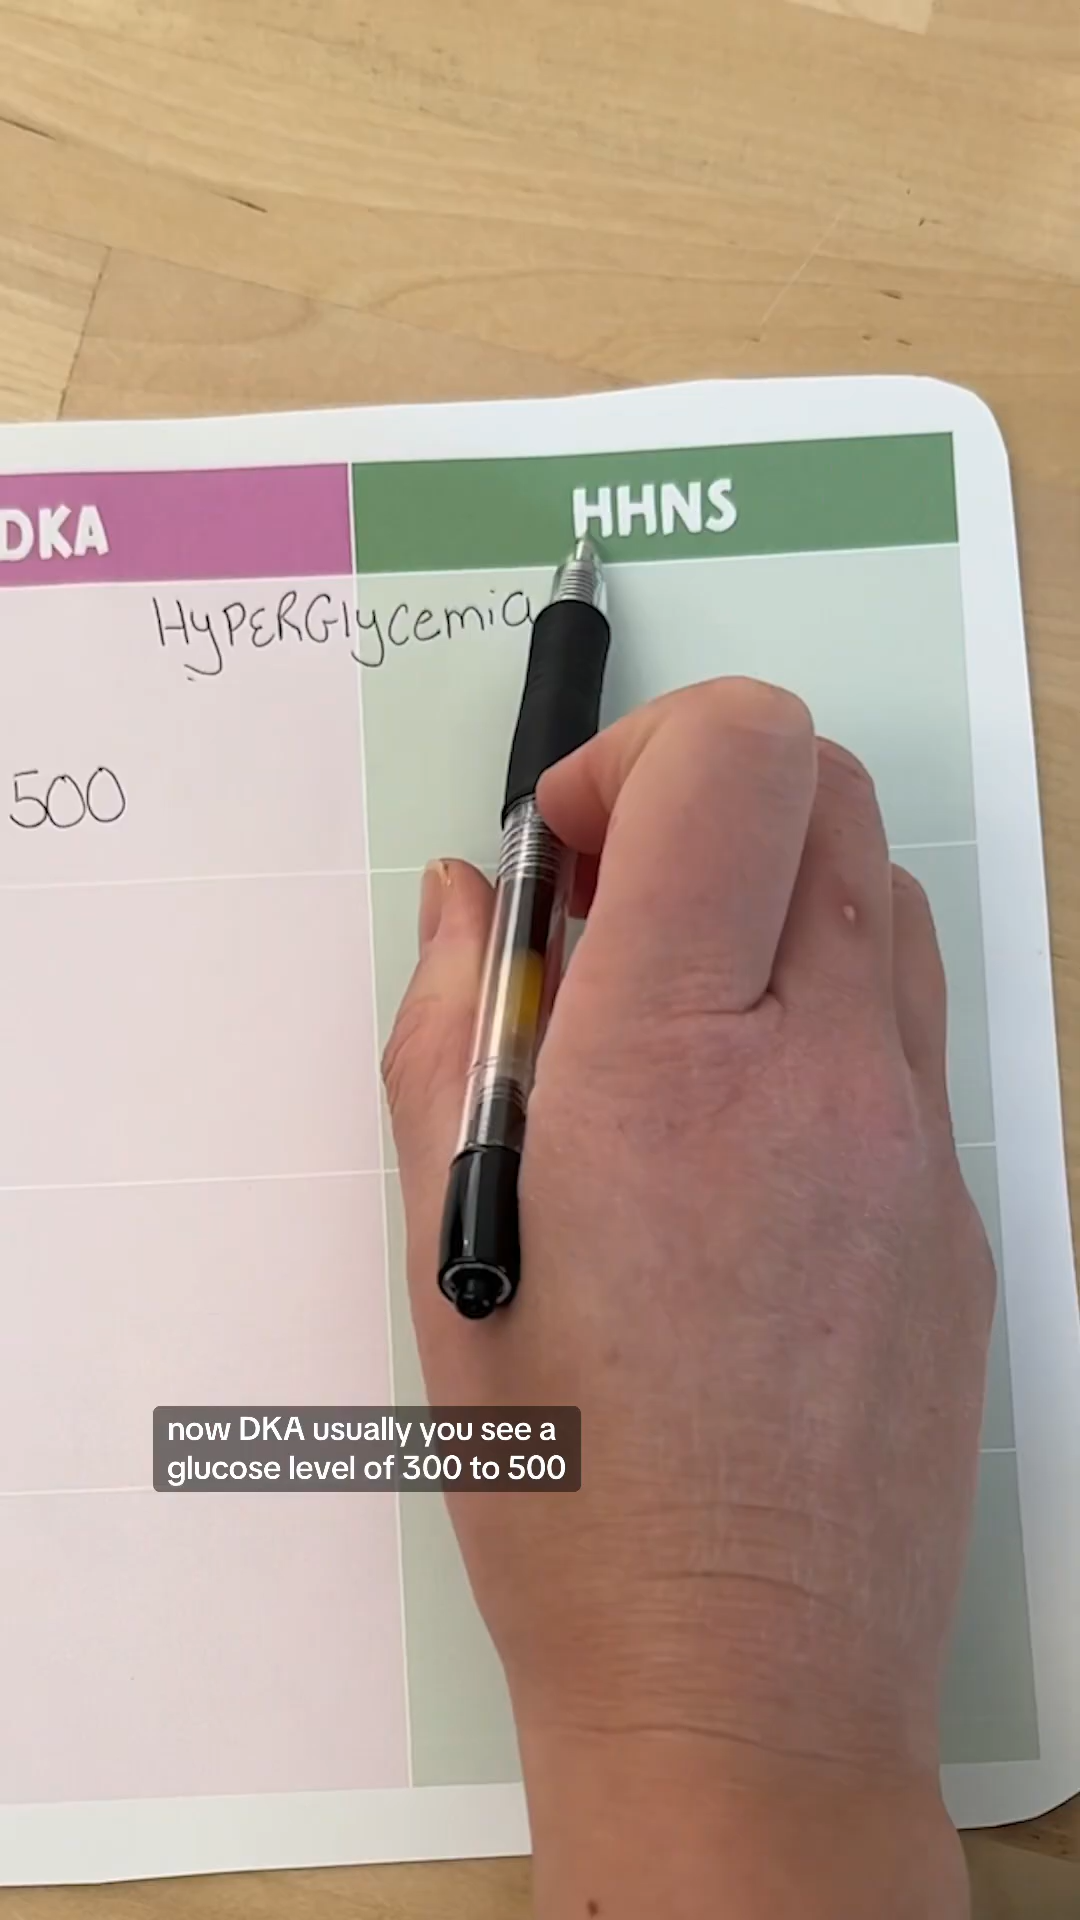 DKA
HHNS
HyPERGlycemia
500
now DKA usually you see a
glucose level of 300 to 500